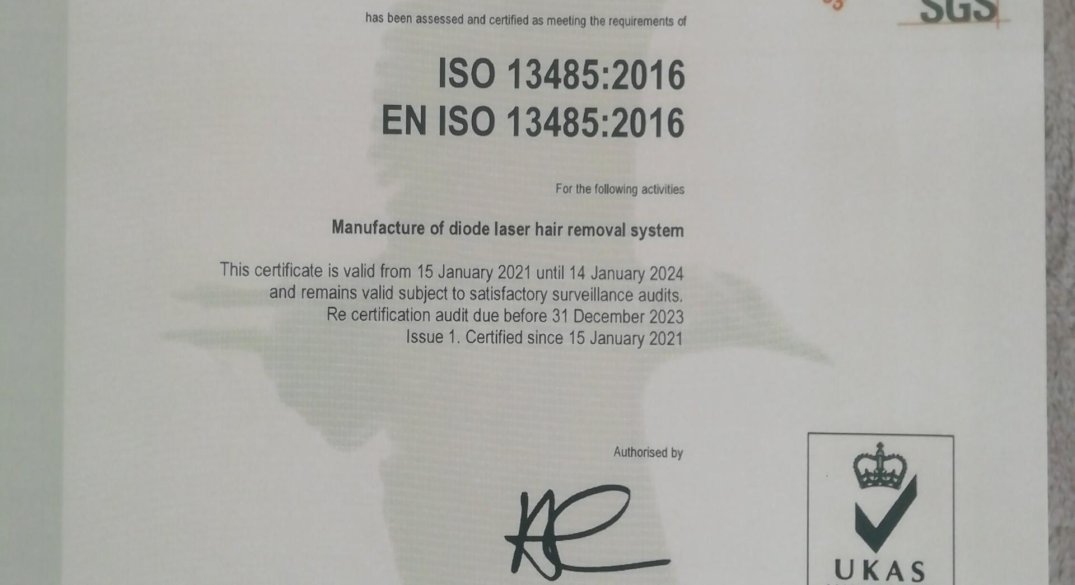 SGS
has been assessed and certified as meeting the requirements of
ISO 13485:2016
EN ISO 13485:2016
For the following activities
Manufacture of diode laser hair removal system
This certificate is valid from 15 January 2021 until 14 January 2024
and remains valid subject to satisfactory surveillance audits.
Re certification audit due before 31 December 2023
Issue 1. Certified since 15 January 2021
Authorised by
UKAS